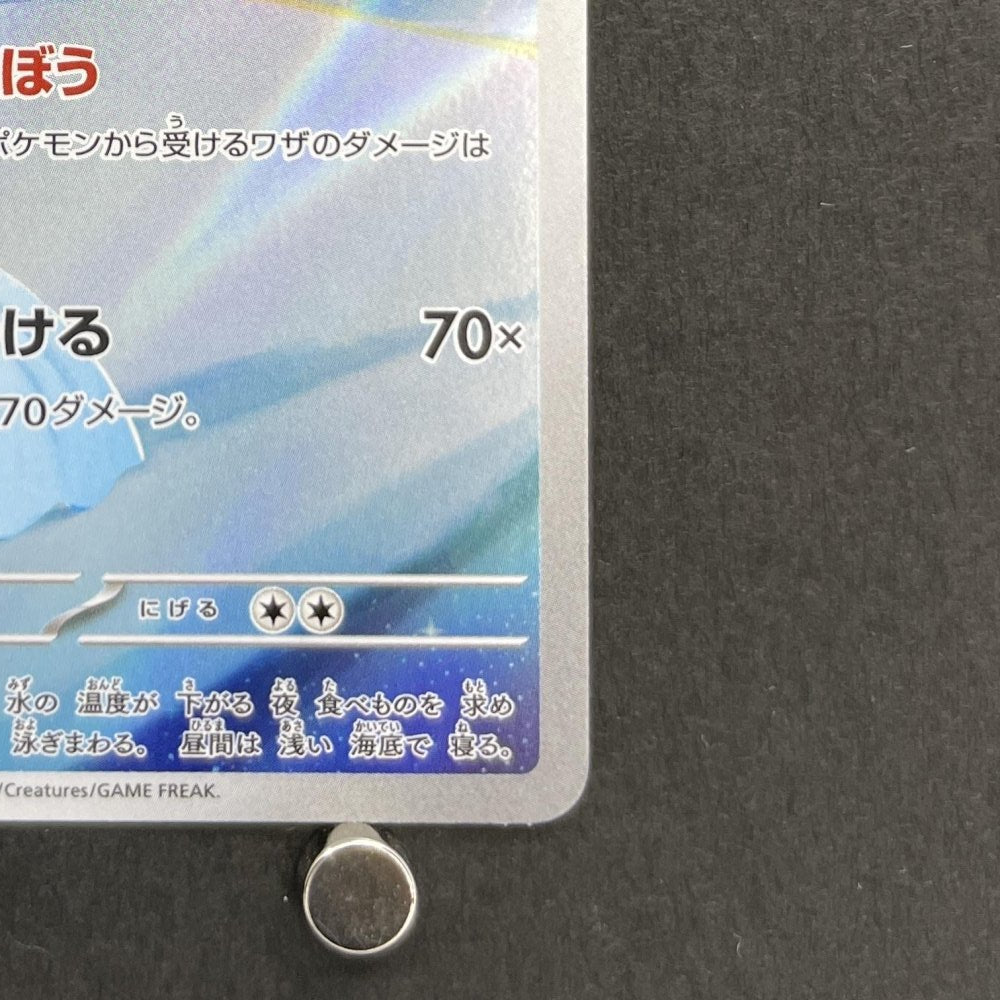 ぼう
ポケモンから受けるワザのダメージは
ける
70×
70ダメージ。
にげる
水の 温度が 下がる 夜 食べものを 求め
泳ぎまわる。 昼間は 浅い 海底で 寝る。
/Creatures/GAME FREAK.